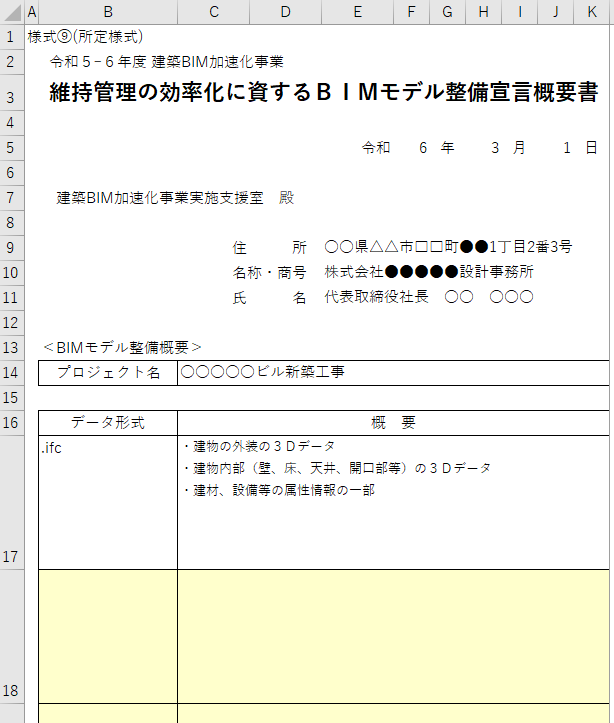 A B C D E F G H I J K
1 様式⑨(所定様式)
2 令和５-６年度 建築BIM加速化事業
3 維持管理の効率化に資するＢＩＭモデル整備宣言概要書
4
5 令和 6 年 3 月 1 日
6
7 建築BIM加速化事業実施支援室 殿
8
9 住 所 〇〇県△△市□□町●●1丁目2番3号
10 名称・商号 株式会社●●●●●設計事務所
11 氏 名 代表取締役社長 〇〇 〇〇〇
12
13 ＜BIMモデル整備概要＞
14 プロジェクト名 〇〇〇〇〇ビル新築工事
15
16 データ形式 概 要
.ifc ・建物の外装の３Ｄデータ
・建物内部（壁、床、天井、開口部等）の３Ｄデータ
・建材、設備等の属性情報の一部
17
18